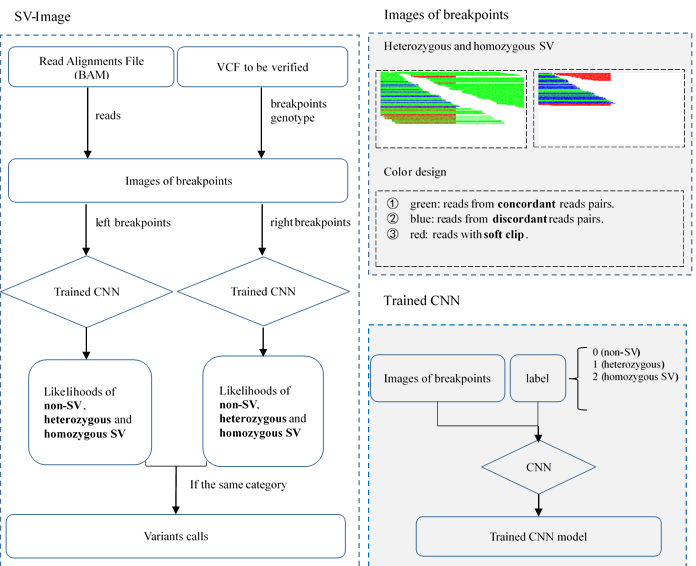 SV-Image
Read Alignments File
(BAM)
VCF to be verified
reads
breakpoints
genotype
Images of breakpoints
left breakpoints
right breakpoints
Trained CNN
Trained CNN
Likelihoods of
non-SV,
heterozygous and
homozygous SV
Likelihoods of
non-SV,
heterozygous and
homozygous SV
If the same category
Variants calls
Images of breakpoints
Heterozygous and homozygous SV
Color design
① green: reads from concordant reads pairs.
② blue: reads from discordant reads pairs.
③ red: reads with soft clip.
Trained CNN
Images of breakpoints
label
0 (non-SV)
1 (heterozygous)
2 (homozygous SV)
CNN
Trained CNN model